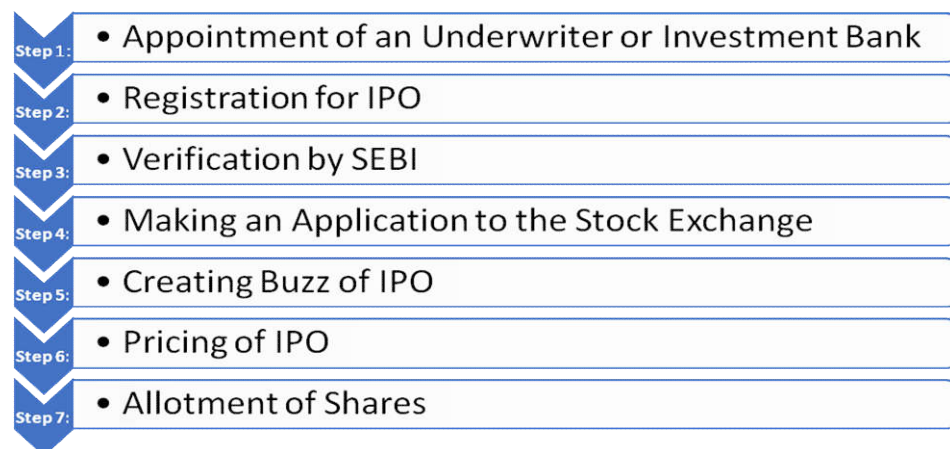 Step 1: • Appointment of an Underwriter or Investment Bank
Step 2: • Registration for IPO
Step 3: • Verification by SEBI
Step 4: • Making an Application to the Stock Exchange
Step 5: • Creating Buzz of IPO
Step 6: • Pricing of IPO
Step 7: • Allotment of Shares